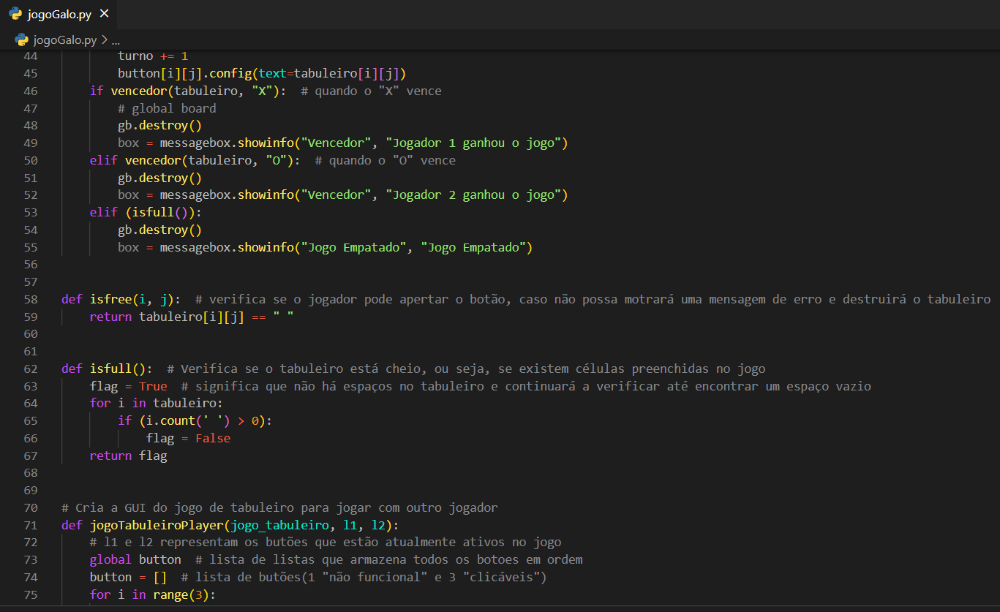 jogoGalo.py ×
jogoGalo.py > ...
44 turno += 1
45 button[i][j].config(text=tabuleiro[i][j])
46 if vencedor(tabuleiro, "X"):  # quando o "X" vence
47 # global board
48 gb.destroy()
49 box = messagebox.showinfo("Vencedor", "Jogador 1 ganhou o jogo")
50 elif vencedor(tabuleiro, "O"):  # quando o "O" vence
51 gb.destroy()
52 box = messagebox.showinfo("Vencedor", "Jogador 2 ganhou o jogo")
53 elif (isfull()):
54 gb.destroy()
55 box = messagebox.showinfo("Jogo Empatado", "Jogo Empatado")
56
57
58 def isfree(i, j):  # verifica se o jogador pode apertar o botão, caso não possa motrará uma mensagem de erro e destruirá o tabuleiro
59 return tabuleiro[i][j] == " "
60
61
62 def isfull():  # Verifica se o tabuleiro está cheio, ou seja, se existem células preenchidas no jogo
63 flag = True  # significa que não há espaços no tabuleiro e continuará a verificar até encontrar um espaço vazio
64 for i in tabuleiro:
65 if (i.count(' ') > 0):
66 flag = False
67 return flag
68
69
70 # Cria a GUI do jogo de tabuleiro para jogar com outro jogador
71 def jogoTabuleiroPlayer(jogo_tabuleiro, l1, l2):
72 # l1 e l2 representam os butões que estão atualmente ativos no jogo
73 global button  # lista de listas que armazena todos os botoes em ordem
74 button = []  # lista de butões(1 "não funcional" e 3 "clicáveis")
75 for i in range(3):